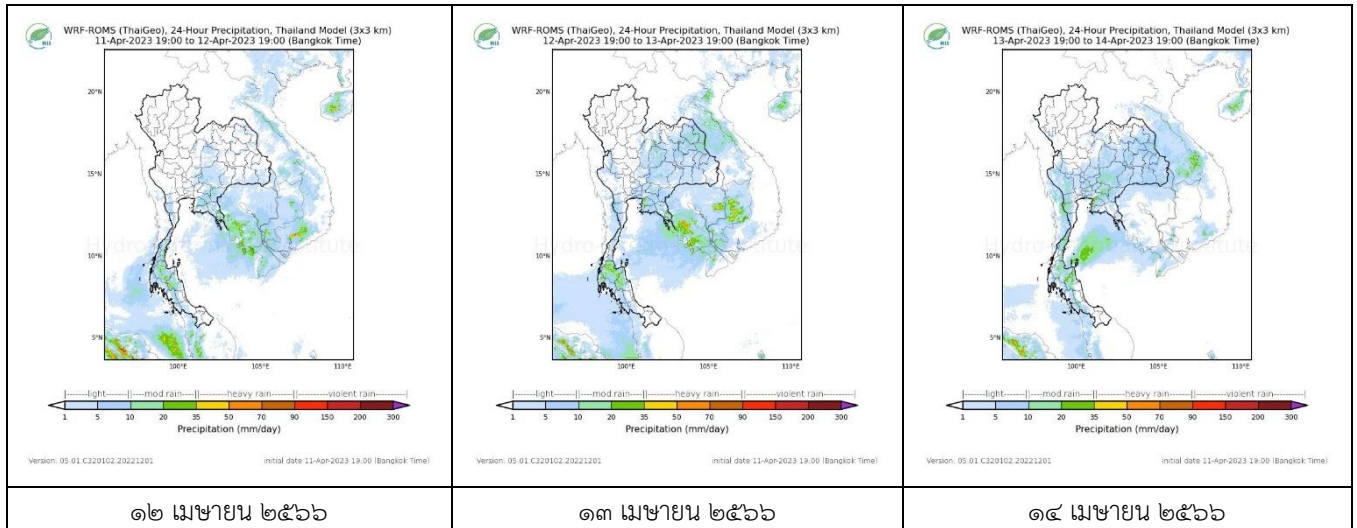 WRF-ROMS (ThaiGeo), 24-Hour Precipitation, Thailand Model (3x3 km)
11-Apr-2023 19:00 to 12-Apr-2023 19:00 (Bangkok Time)
HII
20°N
15°N
10°N
5°N
100°E 105°E 110°E
Hydro- Institute
light mod.rain heavy rain violent rain
1 5 10 20 35 50 70 90 150 200 300
Precipitation (mm/day)
Version: 05.01.C320102.20221201 initial date 11-Apr-2023 19:00 (Bangkok Time)
๑๒ เมษายน ๒๕๖๖
WRF-ROMS (ThaiGeo), 24-Hour Precipitation, Thailand Model (3x3 km)
12-Apr-2023 19:00 to 13-Apr-2023 19:00 (Bangkok Time)
HII
20°N
15°N
10°N
5°N
100°E 105°E 110°E
Hydro- Institute
light mod.rain heavy rain violent rain
1 5 10 20 35 50 70 90 150 200 300
Precipitation (mm/day)
Version: 05.01.C320102.20221201 initial date 11-Apr-2023 19:00 (Bangkok Time)
๑๓ เมษายน ๒๕๖๖
WRF-ROMS (ThaiGeo), 24-Hour Precipitation, Thailand Model (3x3 km)
13-Apr-2023 19:00 to 14-Apr-2023 19:00 (Bangkok Time)
HII
20°N
15°N
10°N
5°N
100°E 105°E 110°E
Hydro- Institute
light mod.rain heavy rain violent rain
1 5 10 20 35 50 70 90 150 200 300
Precipitation (mm/day)
Version: 05.01.C320102.20221201 initial date 11-Apr-2023 19:00 (Bangkok Time)
๑๔ เมษายน ๒๕๖๖